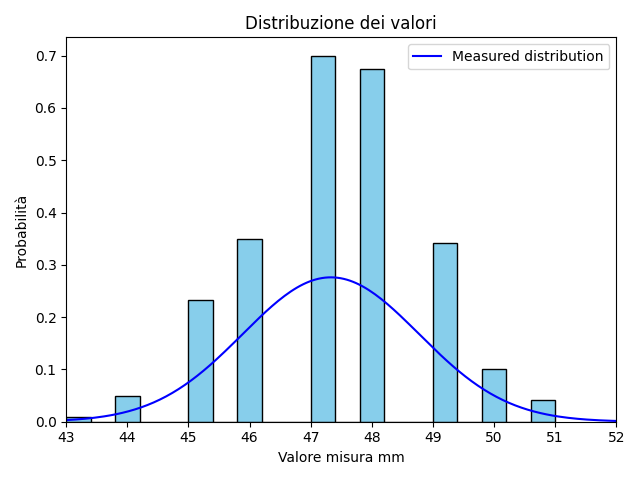 Distribuzione dei valori
Measured distribution
0.7
0.6
0.5
0.4
0.3
0.2
0.1
0.0
Probabilità
43 44 45 46 47 48 49 50 51 52
Valore misura mm